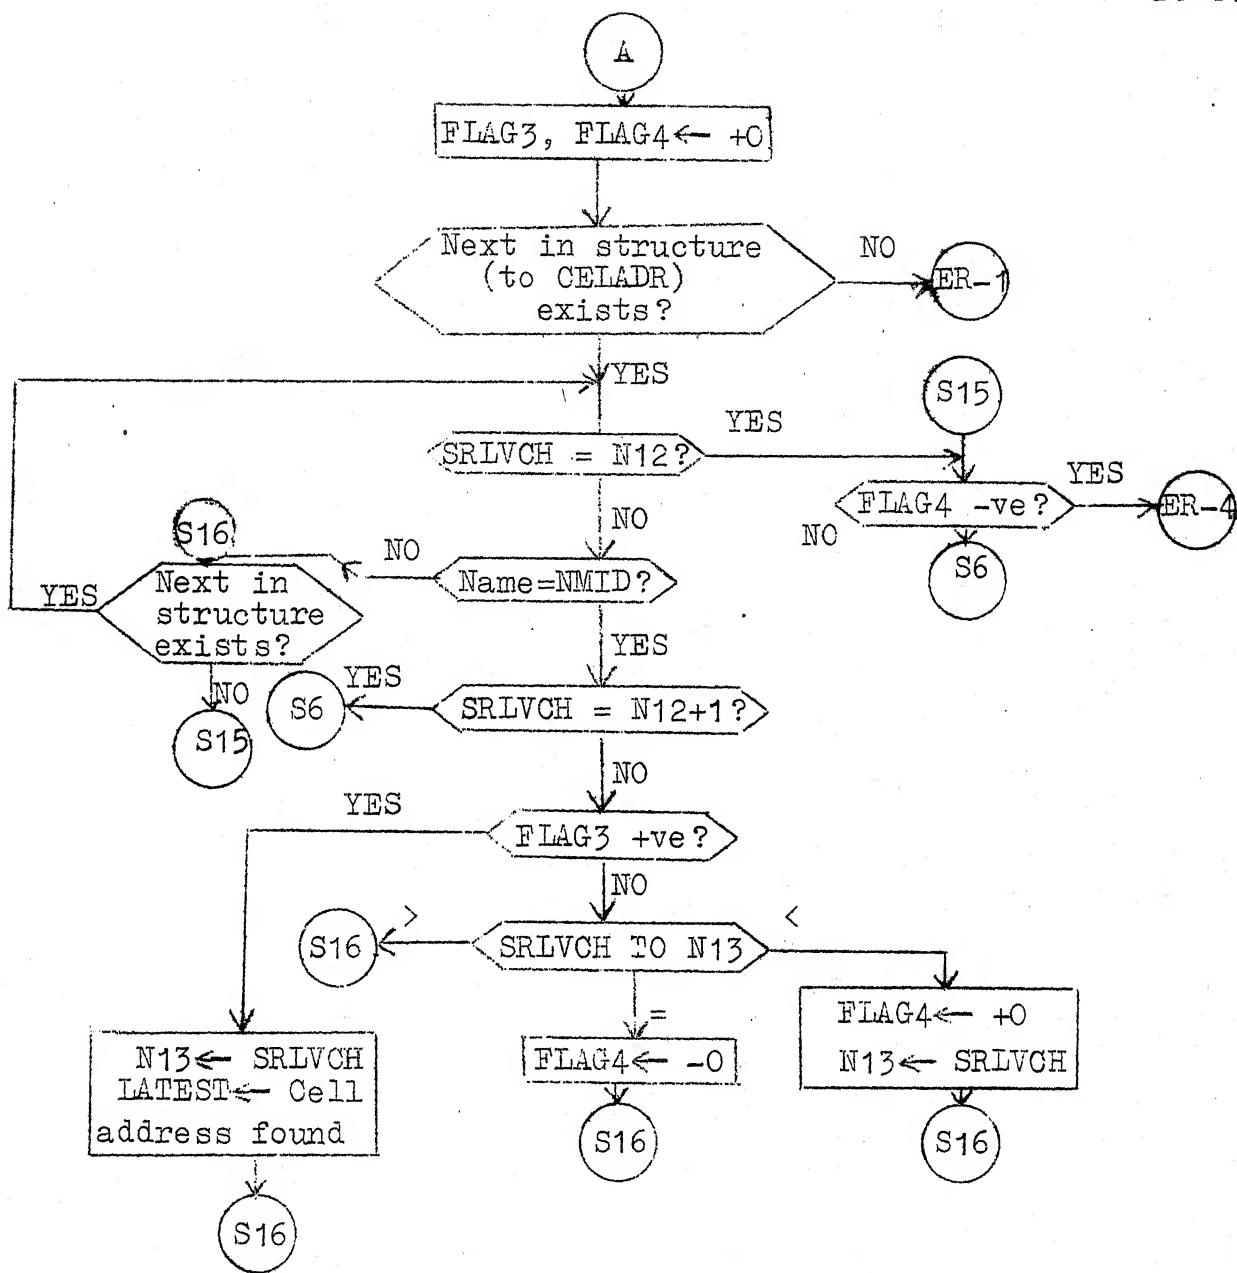 A
FLAG3, FLAG4← +0
Next in structure
(to CELADR)
exists?
NO
ER-1
YES
S15
SRLVCH = N12?
YES
FLAG4 -ve?
YES
ER-4
NO
S6
NO
S16
NO
Name=NMID?
YES
Next in
structure
exists?
NO
S15
YES
YES
S6
SRLVCH = N12+1?
NO
YES
FLAG3 +ve?
NO
>
S16
SRLVCH TO N13
<
=
N13← SRLVCH
LATEST← Cell
address found
S16
FLAG4← -0
S16
FLAG4← +0
N13← SRLVCH
S16